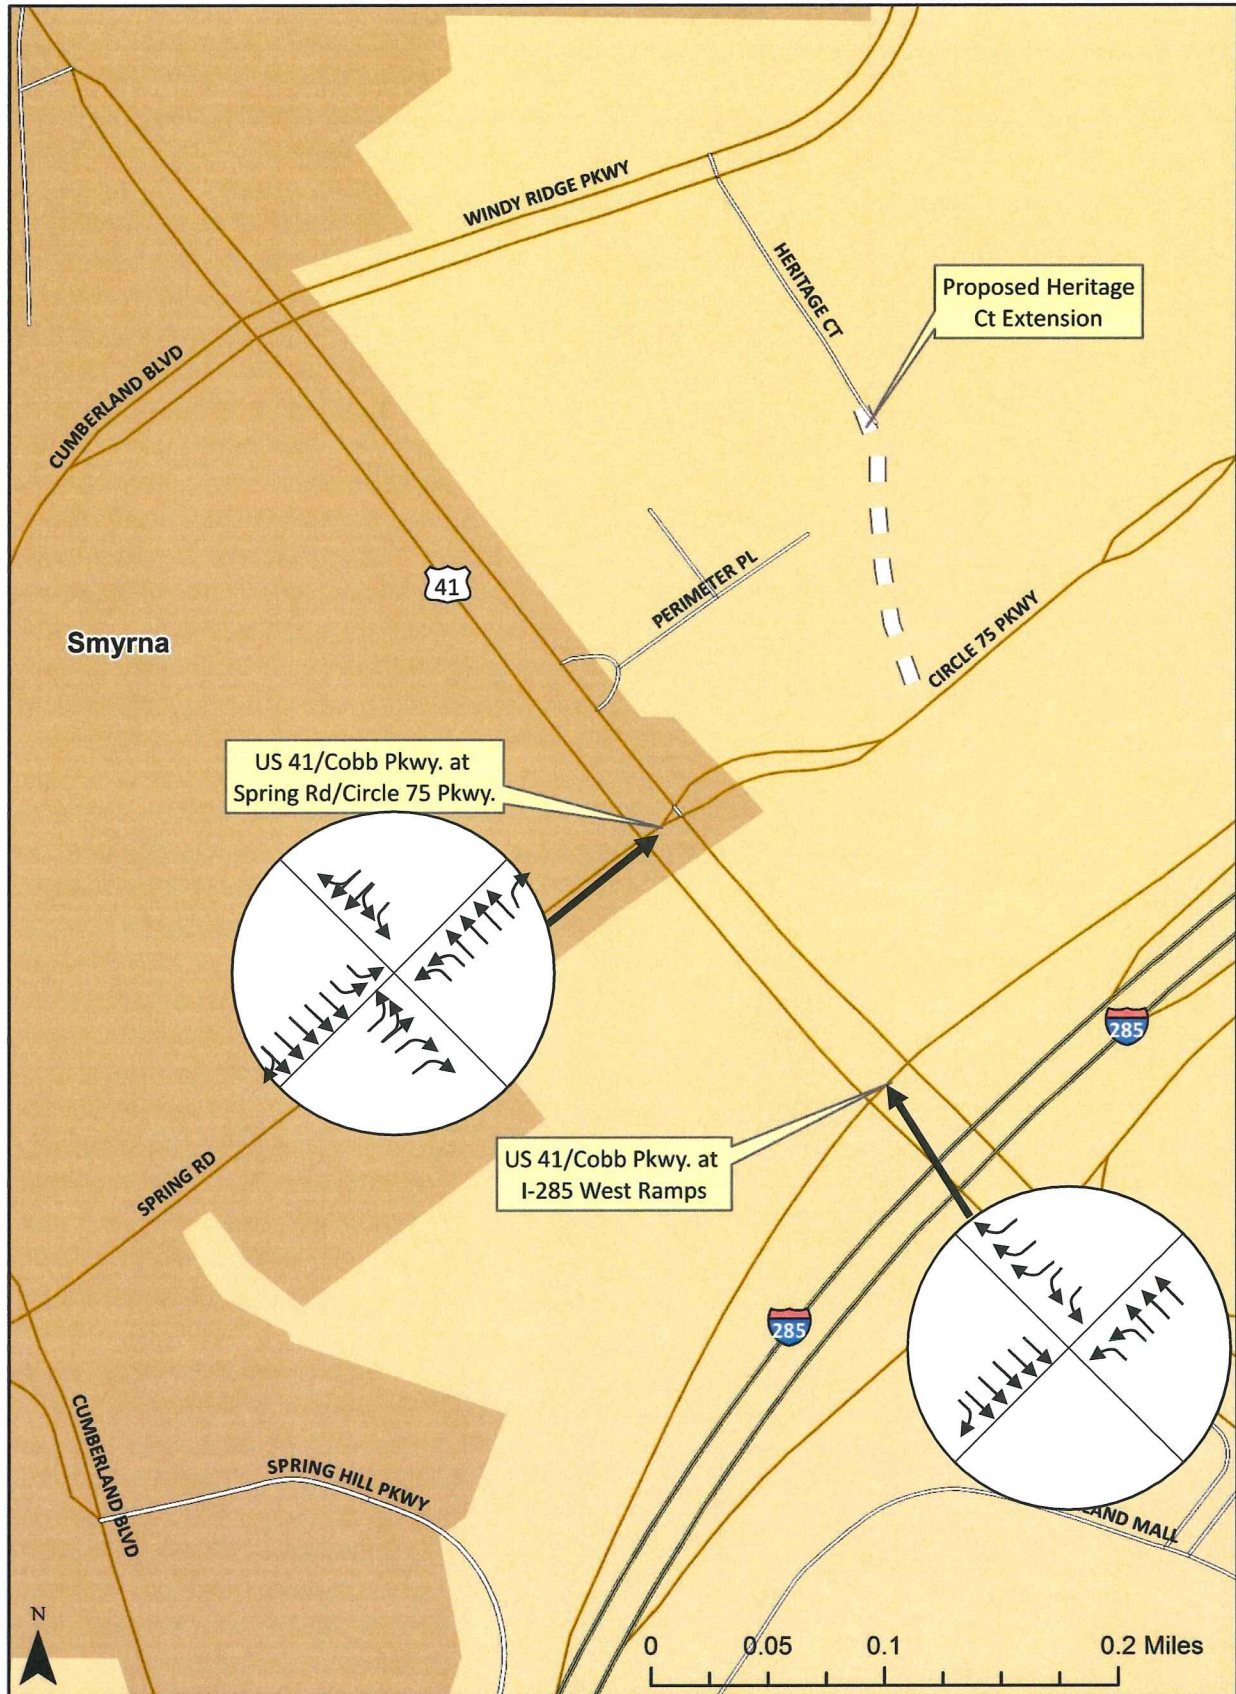 WINDY RIDGE PKWY
HERITAGE CT
Proposed Heritage
Ct Extension
CUMBERLAND BLVD
41
PERIMETER PL
Smyrna
CIRCLE 75 PKWY
US 41/Cobb Pkwy. at
Spring Rd/Circle 75 Pkwy.
285
US 41/Cobb Pkwy. at
I-285 West Ramps
SPRING RD
285
CUMBERLAND BLVD
SPRING HILL PKWY
LAND MALL
N
0 0.05 0.1 0.2 Miles